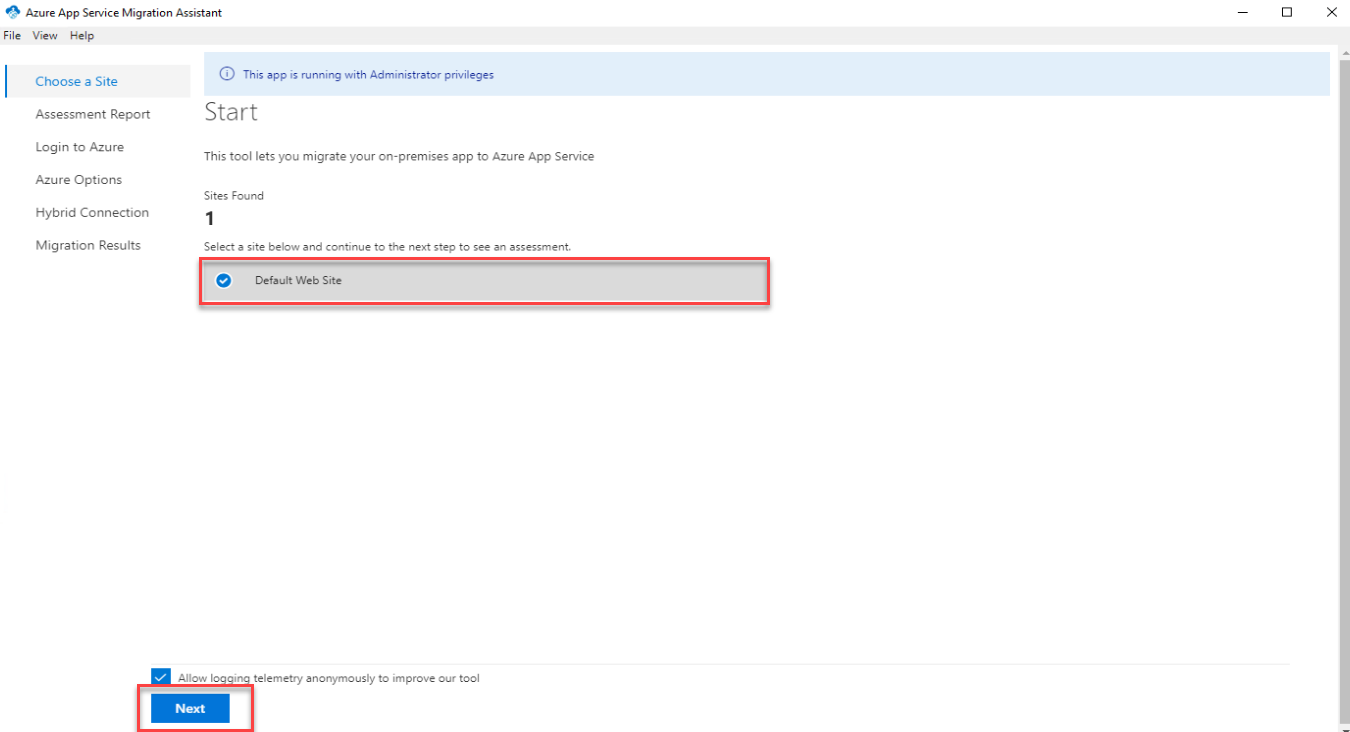 Azure App Service Migration Assistant
File View Help
Choose a Site
Assessment Report
Login to Azure
Azure Options
Hybrid Connection
Migration Results
This app is running with Administrator privileges
Start
This tool lets you migrate your on-premises app to Azure App Service
Sites Found
1
Select a site below and continue to the next step to see an assessment.
Default Web Site
Allow logging telemetry anonymously to improve our tool
Next